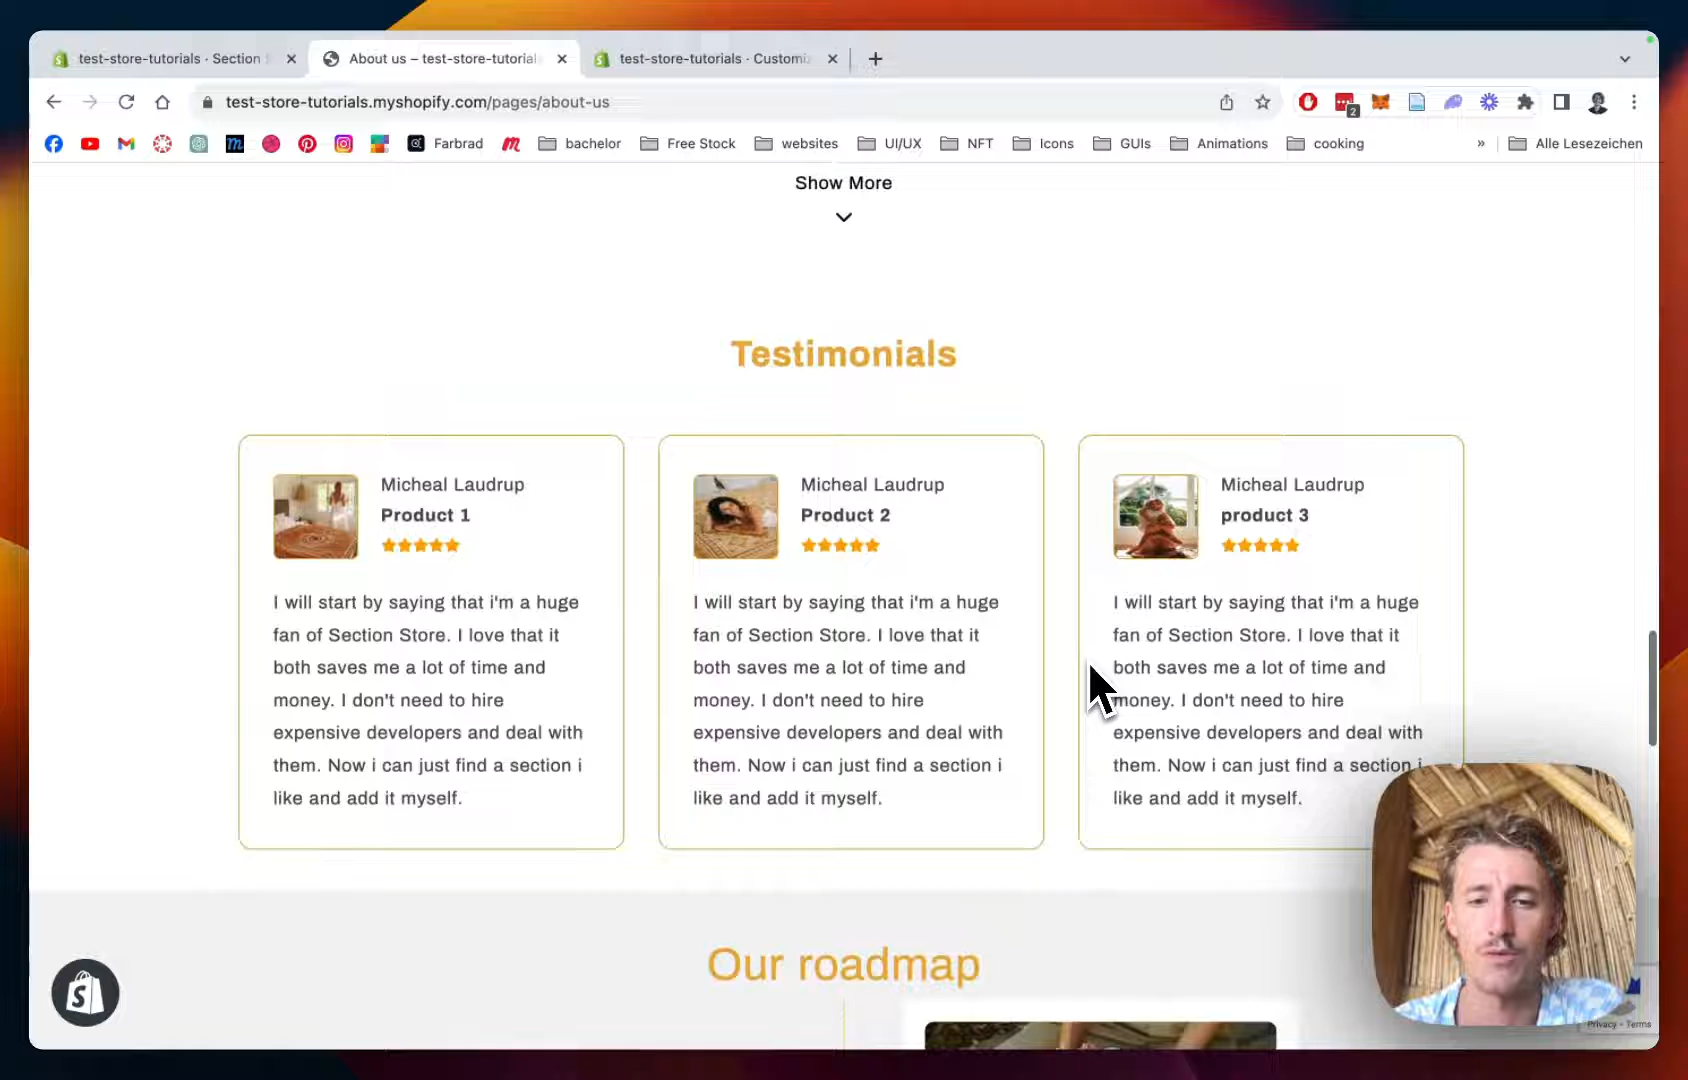 test-store-tutorials · Section
About us – test-store-tutorial
test-store-tutorials · Customi
test-store-tutorials.myshopify.com/pages/about-us
2
Farbrad
bachelor
Free Stock
websites
UI/UX
NFT
Icons
GUIs
Animations
cooking
»
Alle Lesezeichen
Show More
Testimonials
Micheal Laudrup
Product 1
I will start by saying that i'm a huge
fan of Section Store. I love that it
both saves me a lot of time and
money. I don't need to hire
expensive developers and deal with
them. Now i can just find a section i
like and add it myself.
Micheal Laudrup
Product 2
I will start by saying that i'm a huge
fan of Section Store. I love that it
both saves me a lot of time and
money. I don't need to hire
expensive developers and deal with
them. Now i can just find a section i
like and add it myself.
Micheal Laudrup
product 3
I will start by saying that i'm a huge
fan of Section Store. I love that it
both saves me a lot of time and
money. I don't need to hire
expensive developers and deal with
them. Now i can just find a section i
like and add it myself.
Our roadmap
Privacy - Terms